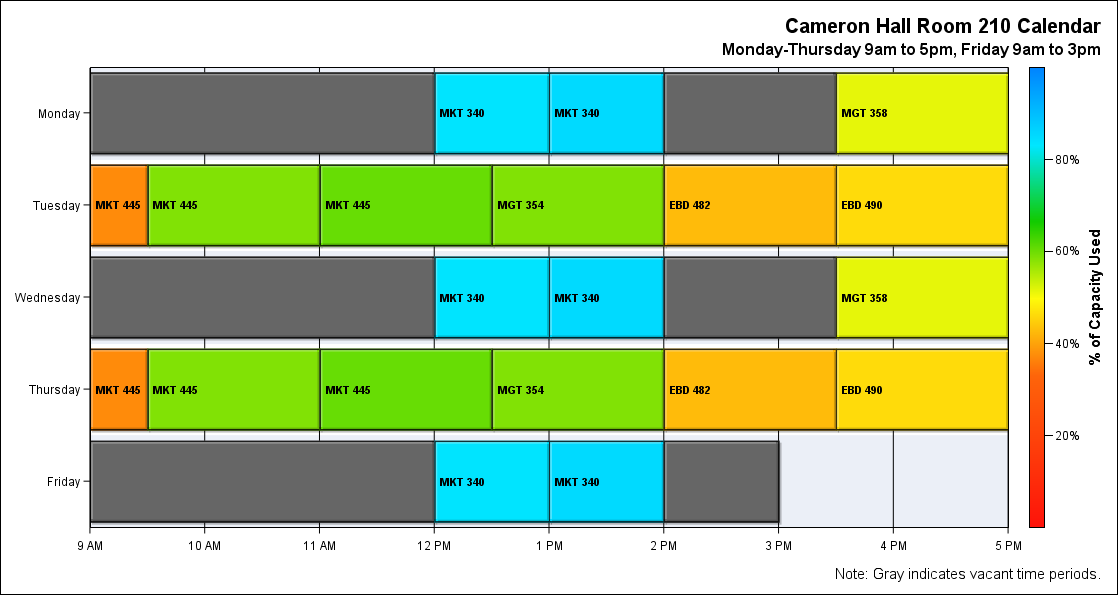 Cameron Hall Room 210 Calendar
Monday-Thursday 9am to 5pm, Friday 9am to 3pm
Monday
MKT 340
MKT 340
MGT 358
Tuesday
MKT 445
MKT 445
MKT 445
MGT 354
EBD 482
EBD 490
Wednesday
MKT 340
MKT 340
MGT 358
Thursday
MKT 445
MKT 445
MKT 445
MGT 354
EBD 482
EBD 490
Friday
MKT 340
MKT 340
9 AM
10 AM
11 AM
12 PM
1 PM
2 PM
3 PM
4 PM
5 PM
80%
60%
40%
20%
% of Capacity Used
Note: Gray indicates vacant time periods.